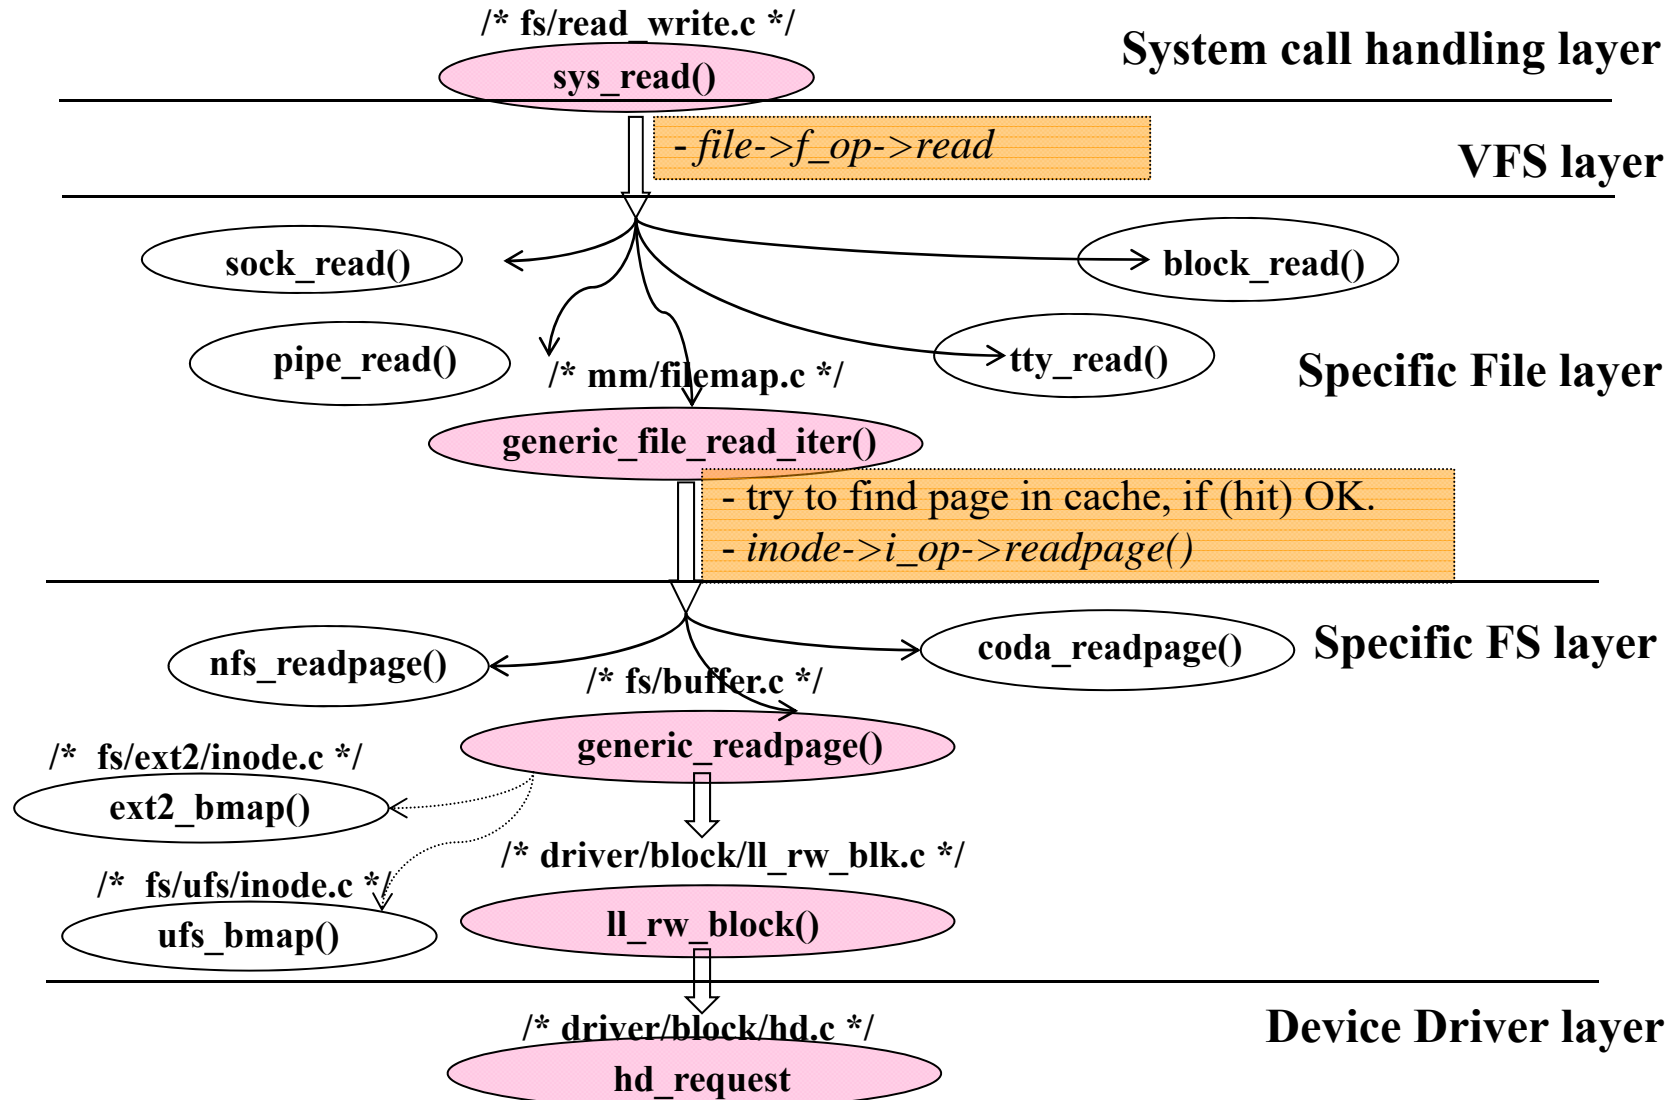 /* fs/read_write.c */
System call handling layer
sys_read()
- file->f_op->read
VFS layer
sock_read()
block_read()
pipe_read()
tty_read()
Specific File layer
/* mm/filemap.c */
generic_file_read_iter()
- try to find page in cache, if (hit) OK.
- inode->i_op->readpage()
nfs_readpage()
coda_readpage()
Specific FS layer
/* fs/buffer.c */
generic_readpage()
/*  fs/ext2/inode.c */
ext2_bmap()
/* driver/block/ll_rw_blk.c */
/*  fs/ufs/inode.c */
ll_rw_block()
ufs_bmap()
/* driver/block/hd.c */
Device Driver layer
hd_request